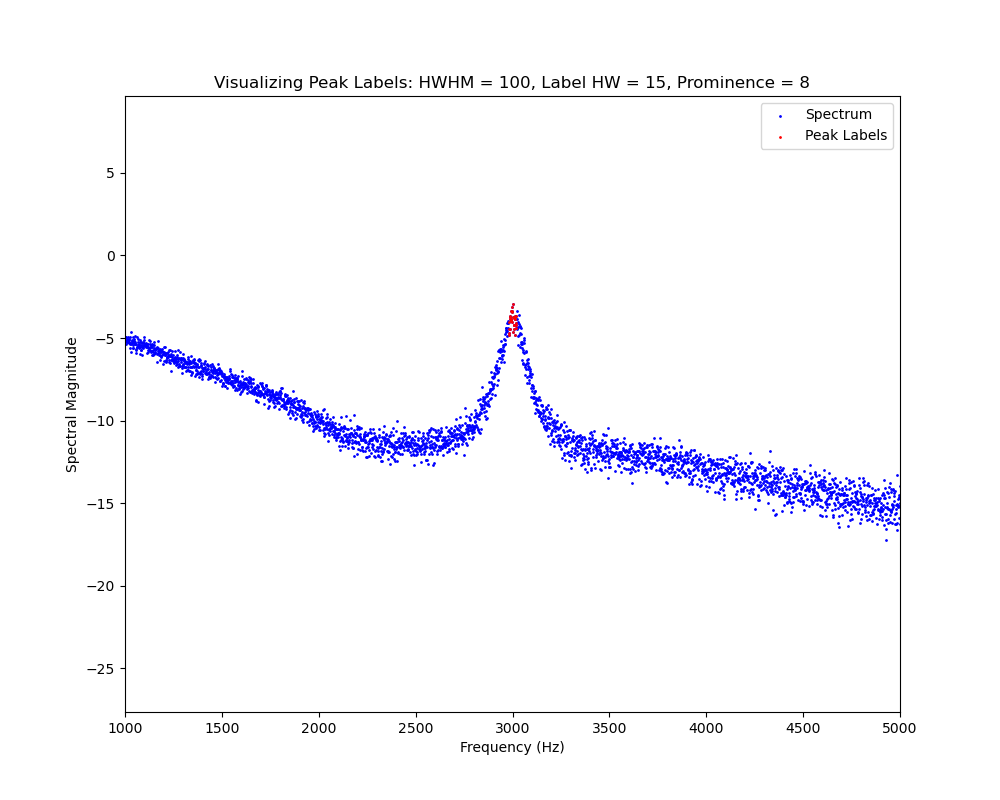 Visualizing Peak Labels: HWHM = 100, Label HW = 15, Prominence = 8
Spectrum
Peak Labels
5
0
−5
−10
−15
−20
−25
Spectral Magnitude
1000 1500 2000 2500 3000 3500 4000 4500 5000
Frequency (Hz)